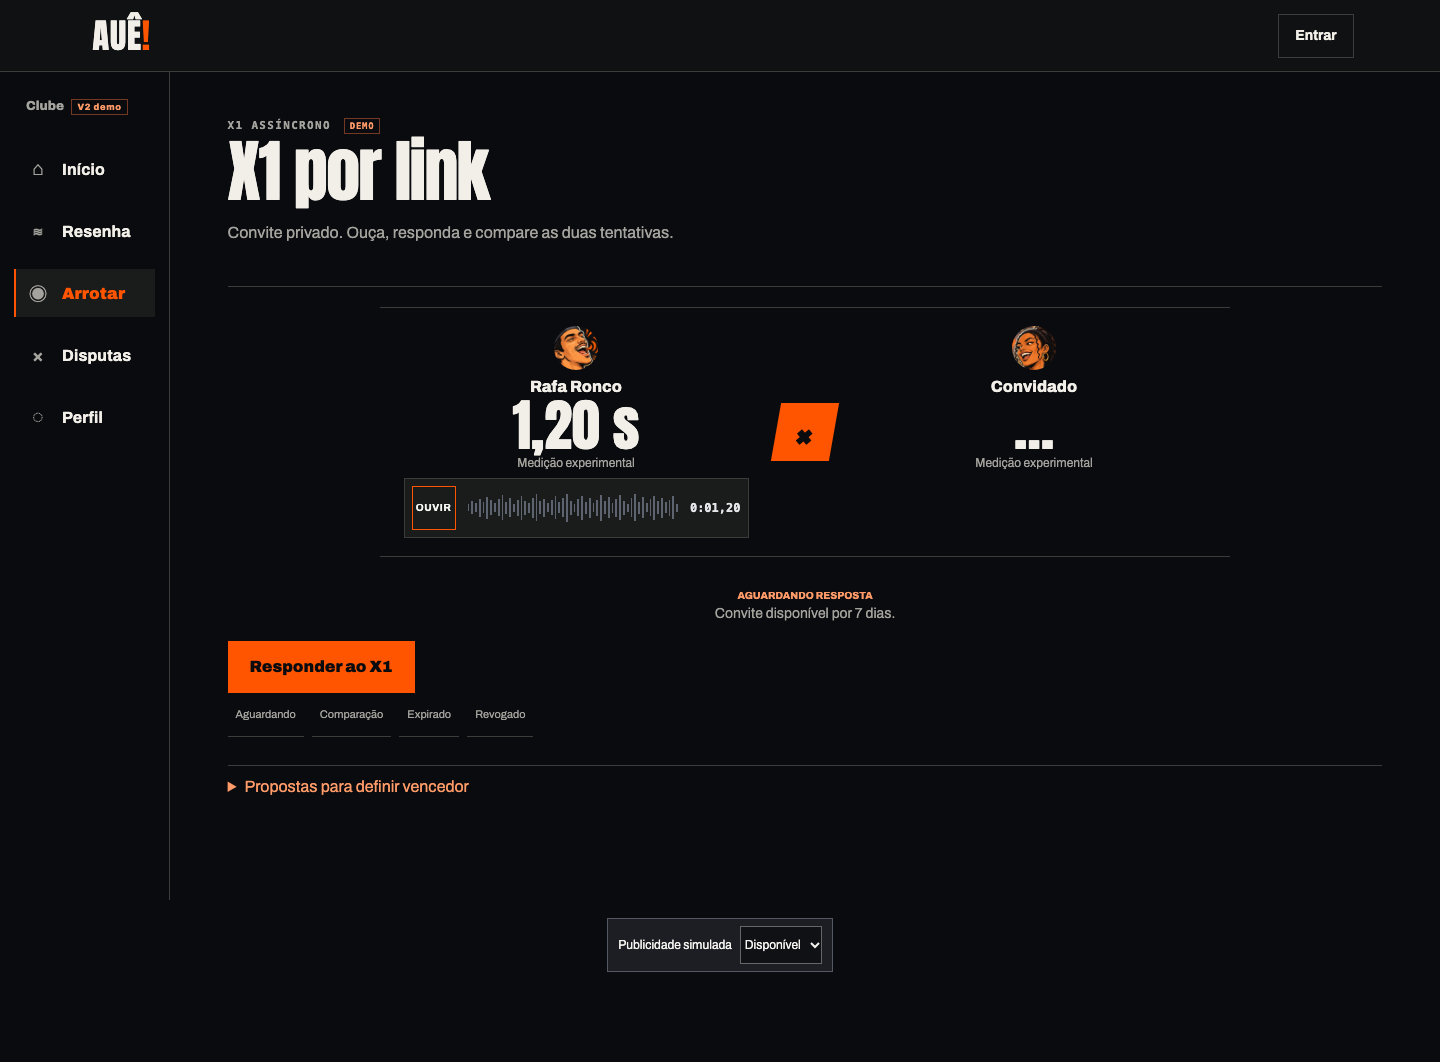 AUÊ!
Entrar
Clube V2 demo
Início
Resenha
Arrotar
Disputas
Perfil
X1 ASSÍNCRONO DEMO
X1 por link
Convite privado. Ouça, responda e compare as duas tentativas.
Rafa Ronco
1,20 s
Medição experimental
OUVIR
0:01,20
×
Convidado
---
Medição experimental
AGUARDANDO RESPOSTA
Convite disponível por 7 dias.
Responder ao X1
Aguardando Comparação Expirado Revogado
Propostas para definir vencedor
Publicidade simulada Disponível